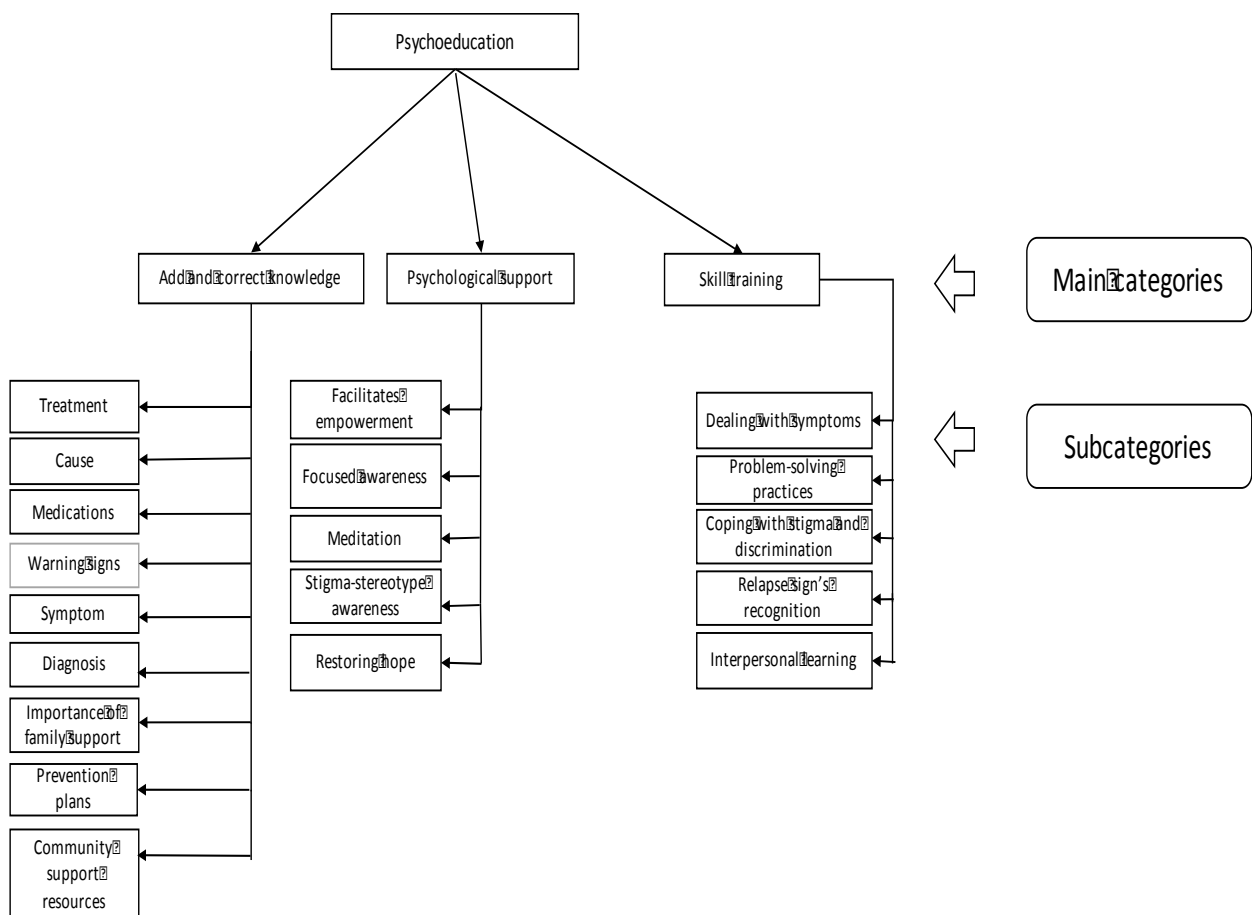 Psychoeducation
Add and correct knowledge
Psychological support
Skill training
Main categories
Treatment
Cause
Medications
Warning signs
Symptom
Diagnosis
Importance of
family support
Prevention
plans
Community
support
resources
Facilitates
empowerment
Focused awareness
Meditation
Stigma-stereotype
awareness
Restoring hope
Dealing with symptoms
Problem-solving
practices
Coping with stigma and
discrimination
Relapse sign’s
recognition
Interpersonal learning
Subcategories